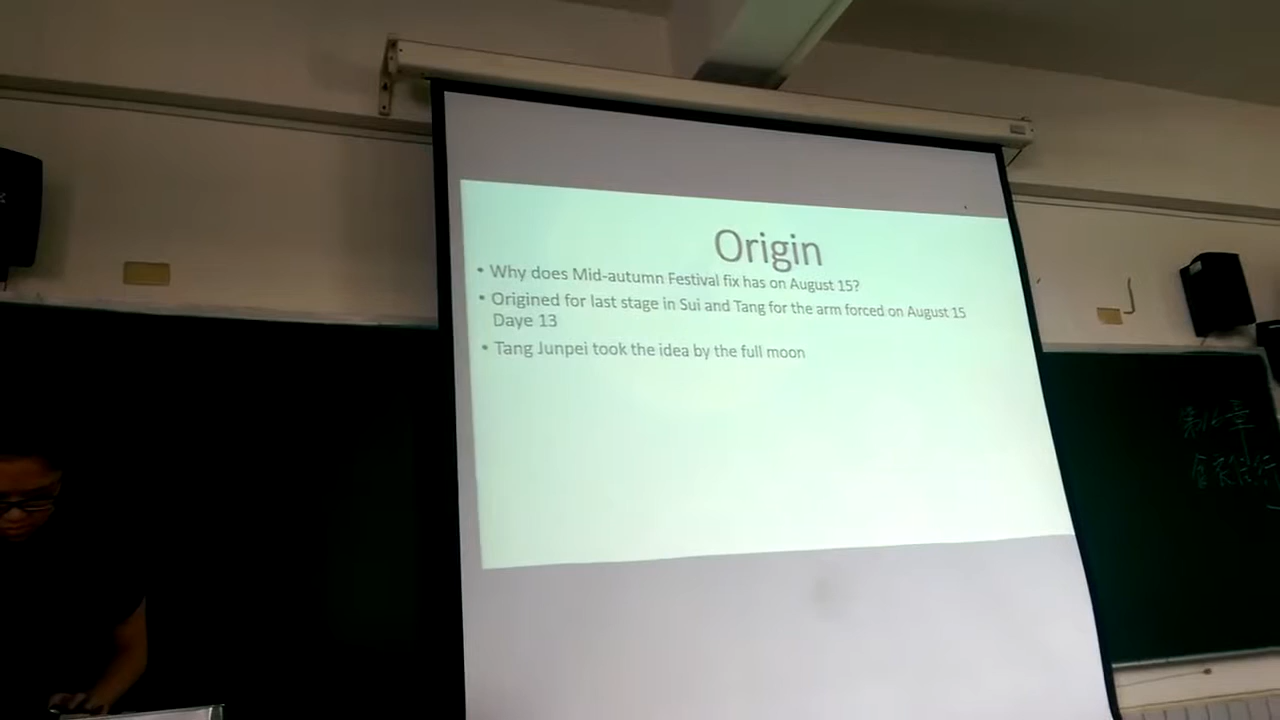 Origin
• Why does Mid-autumn Festival fix has on August 15?
• Origined for last stage in Sui and Tang for the arm forced on August 15
Daye 13
• Tang Junpei took the idea by the full moon